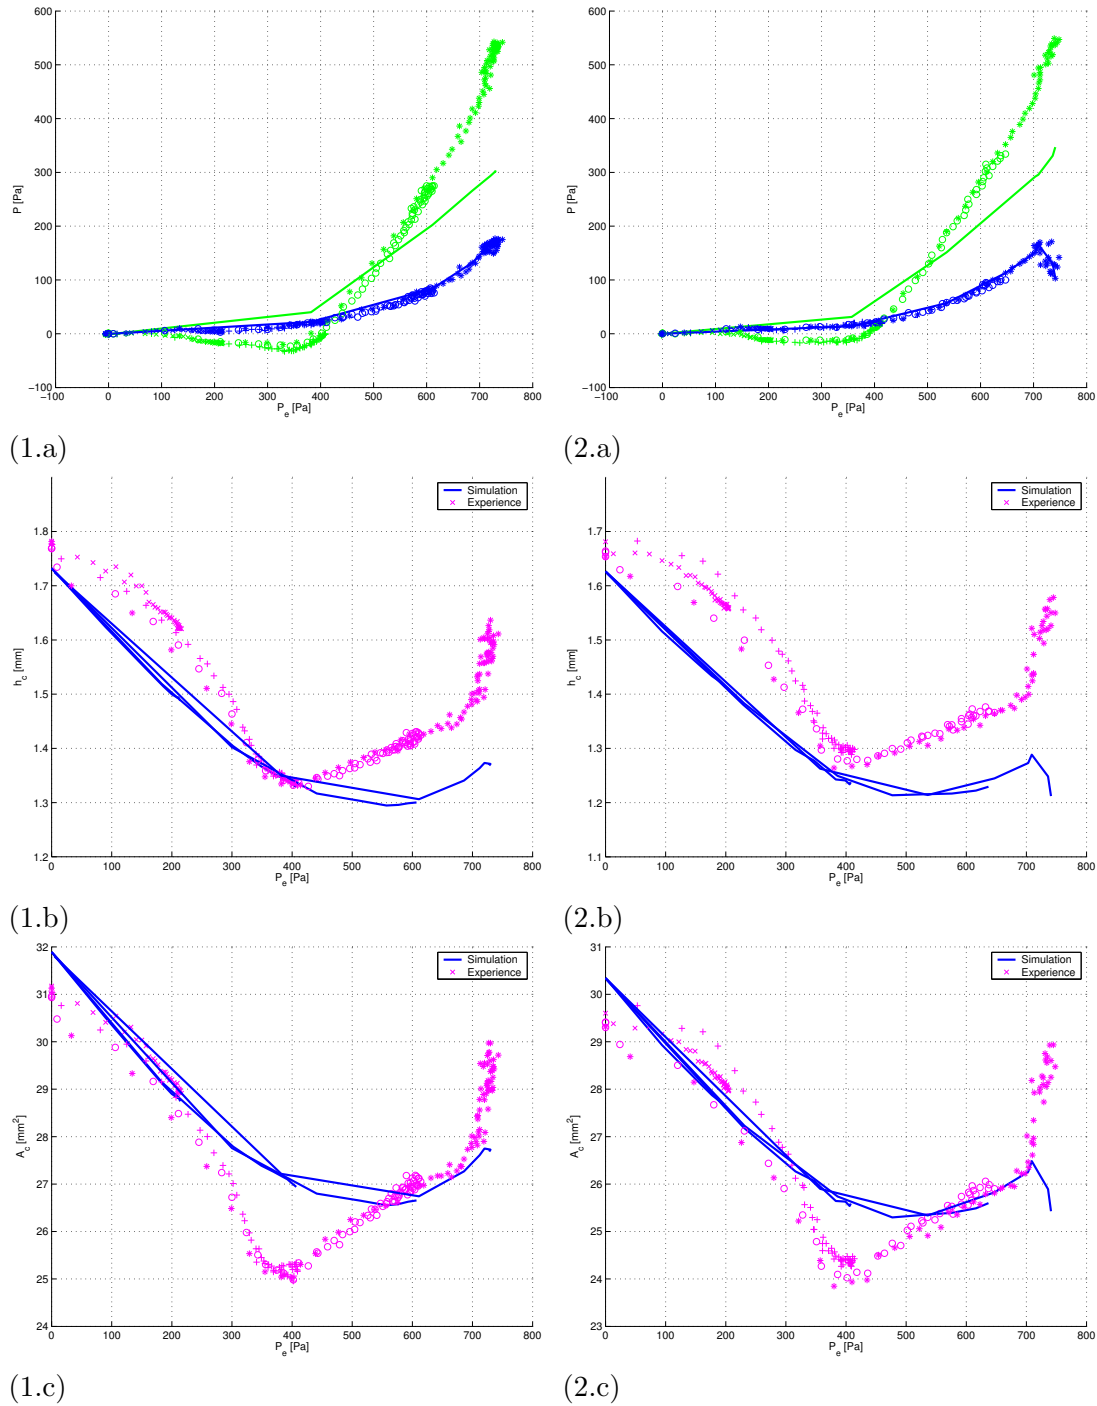 600
500
400
300
200
100
0
−100
P [Pa]
−100 0 100 200 300 400 500 600 700 800
P_e [Pa]
(1.a)
600
500
400
300
200
100
0
−100
P [Pa]
−100 0 100 200 300 400 500 600 700 800
P_e [Pa]
(2.a)
Simulation
Experience
1.8
1.7
1.6
1.5
1.4
1.3
1.2
h_c [mm]
0 100 200 300 400 500 600 700 800
P_e [Pa]
(1.b)
Simulation
Experience
1.7
1.6
1.5
1.4
1.3
1.2
1.1
h_c [mm]
0 100 200 300 400 500 600 700 800
P_e [Pa]
(2.b)
Simulation
Experience
32
31
30
29
28
27
26
25
24
A_c [mm²]
0 100 200 300 400 500 600 700 800
P_e [Pa]
(1.c)
Simulation
Experience
31
30
29
28
27
26
25
24
23
A_c [mm²]
0 100 200 300 400 500 600 700 800
P_e [Pa]
(2.c)